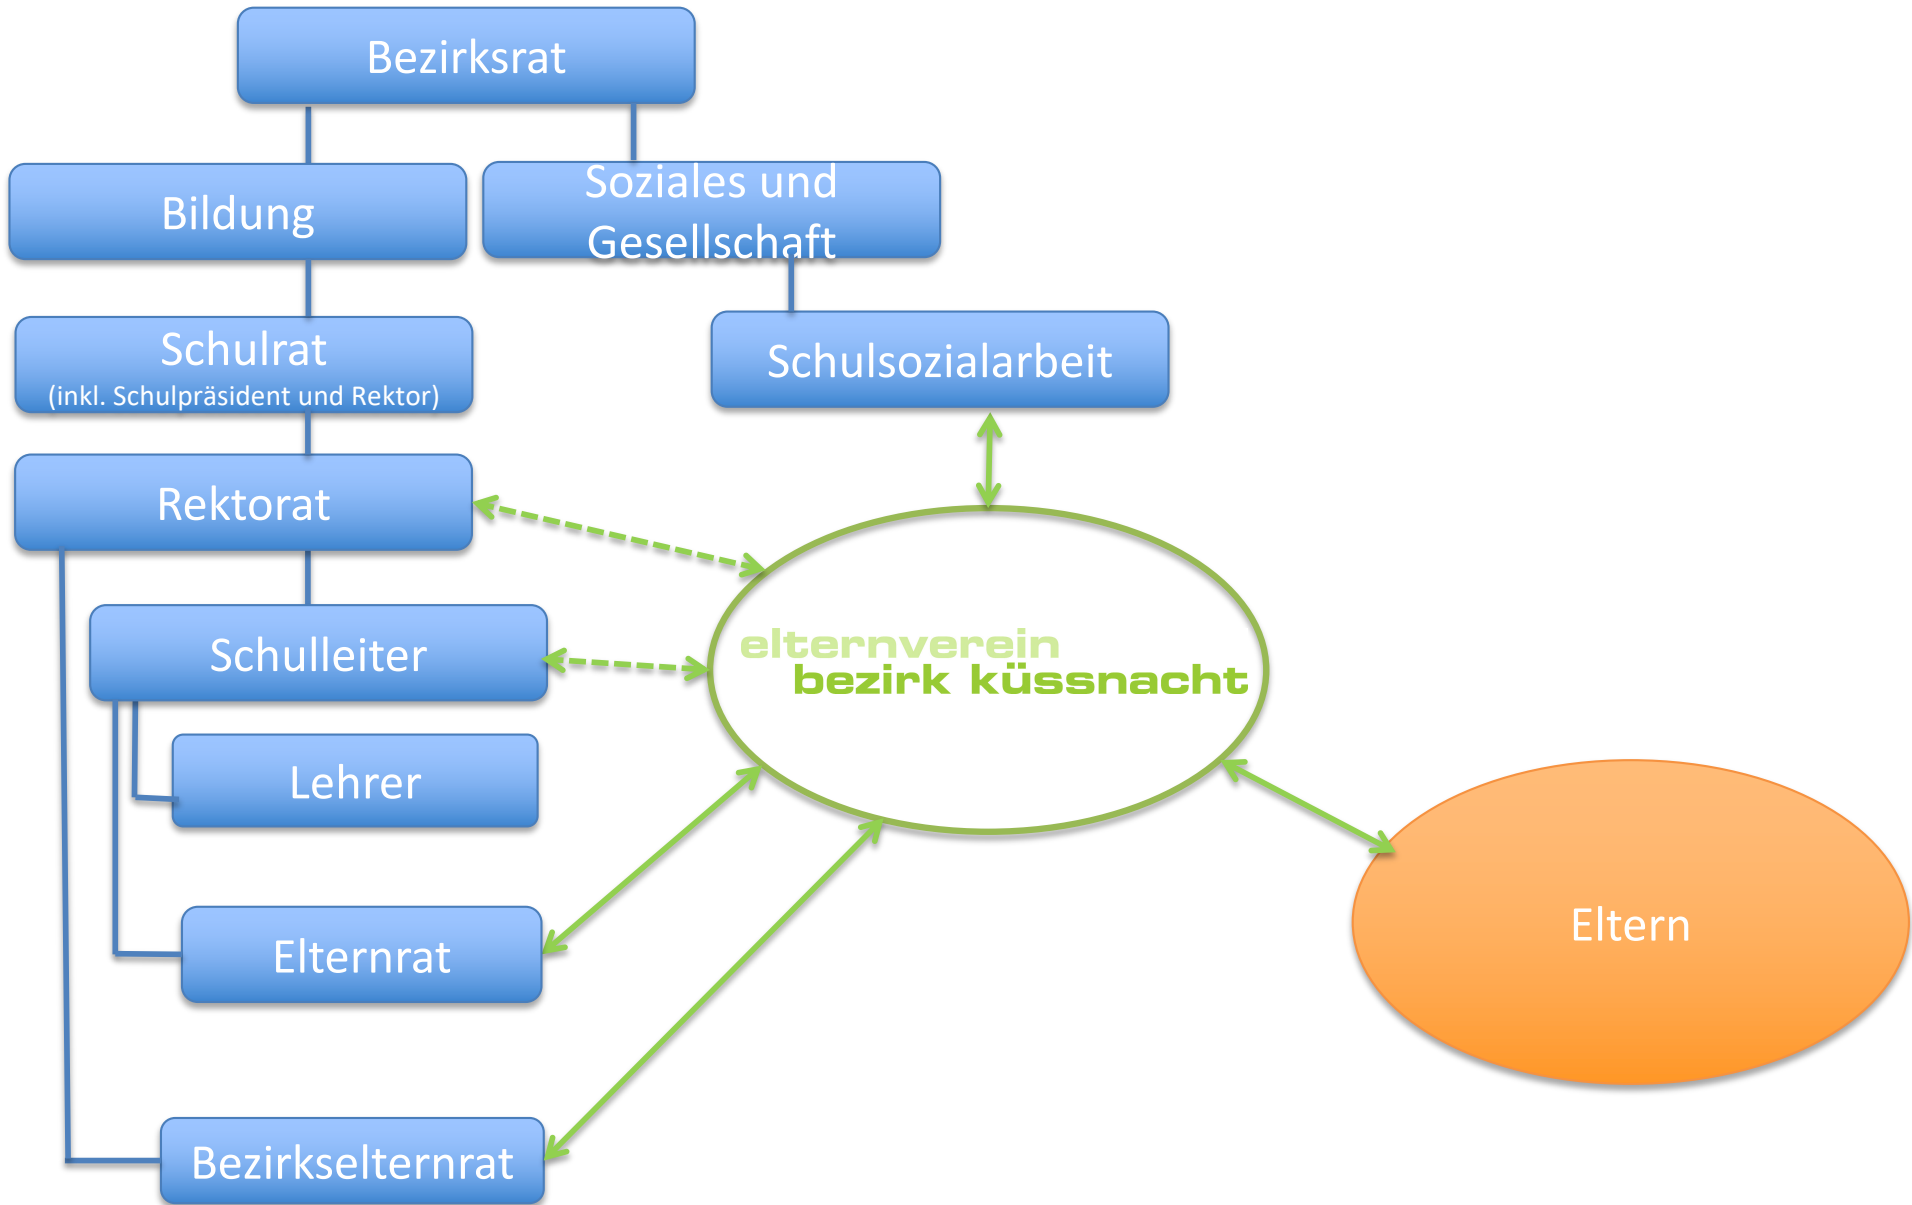 Bezirksrat
Bildung
Soziales und
Gesellschaft
Schulrat
(inkl. Schulpräsident und Rektor)
Schulsozialarbeit
Rektorat
Schulleiter
elternverein
bezirk küssnacht
Lehrer
Elternrat
Eltern
Bezirkselternrat